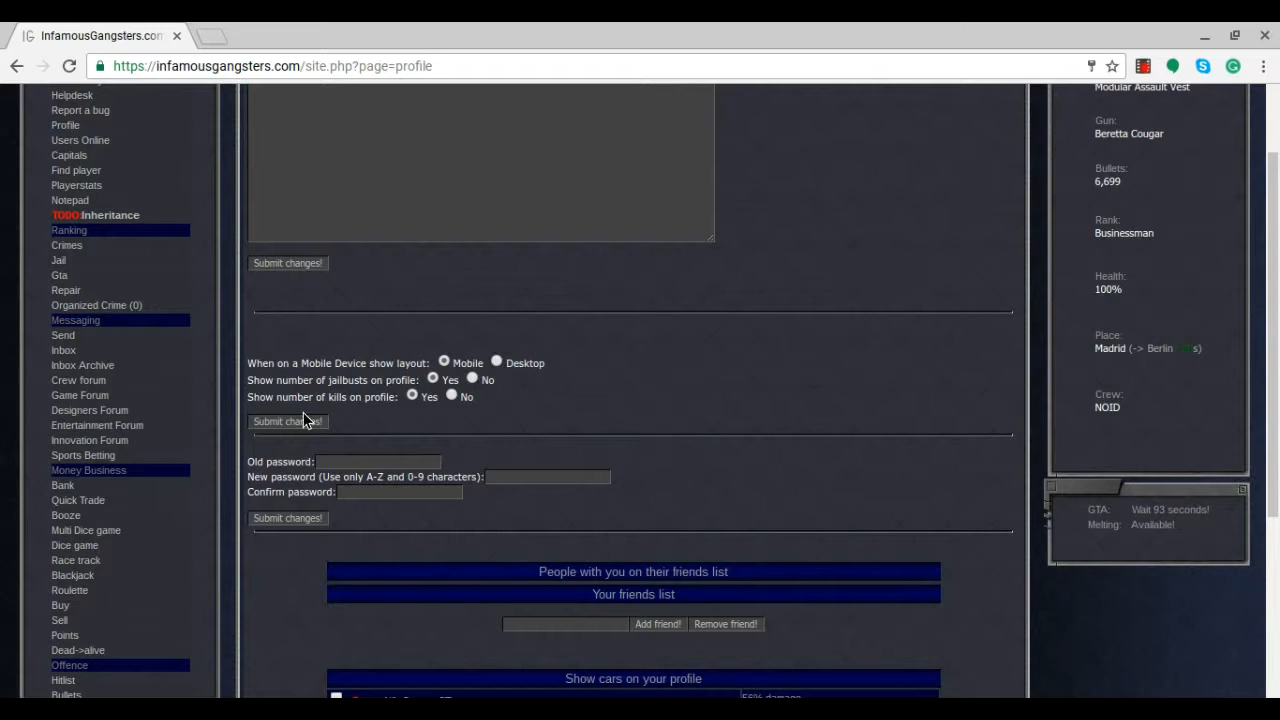 InfamousGangsters.com
https://infamousgangsters.com/site.php?page=profile
Helpdesk
Report a bug
Profile
Users Online
Capitals
Find player
Playerstats
Notepad
TODO:Inheritance
Ranking
Crimes
Jail
Gta
Repair
Organized Crime (0)
Messaging
Send
Inbox
Inbox Archive
Crew forum
Game Forum
Designers Forum
Entertainment Forum
Innovation Forum
Sports Betting
Money Business
Bank
Quick Trade
Booze
Multi Dice game
Dice game
Race track
Blackjack
Roulette
Buy
Sell
Points
Dead->alive
Offence
Hitlist
Bullets
Submit changes!
When on a Mobile Device show layout: Mobile Desktop
Show number of jailbusts on profile: Yes No
Show number of kills on profile: Yes No
Submit changes!
Old password:
New password (Use only A-Z and 0-9 characters):
Confirm password:
Submit changes!
People with you on their friends list
Your friends list
Add friend! Remove friend!
Show cars on your profile
56% damage
Modular Assault Vest
Gun:
Beretta Cougar
Bullets:
6,699
Rank:
Businessman
Health:
100%
Place:
Madrid (-> Berlin s)
Crew:
NOID
GTA: Wait 93 seconds!
Melting: Available!